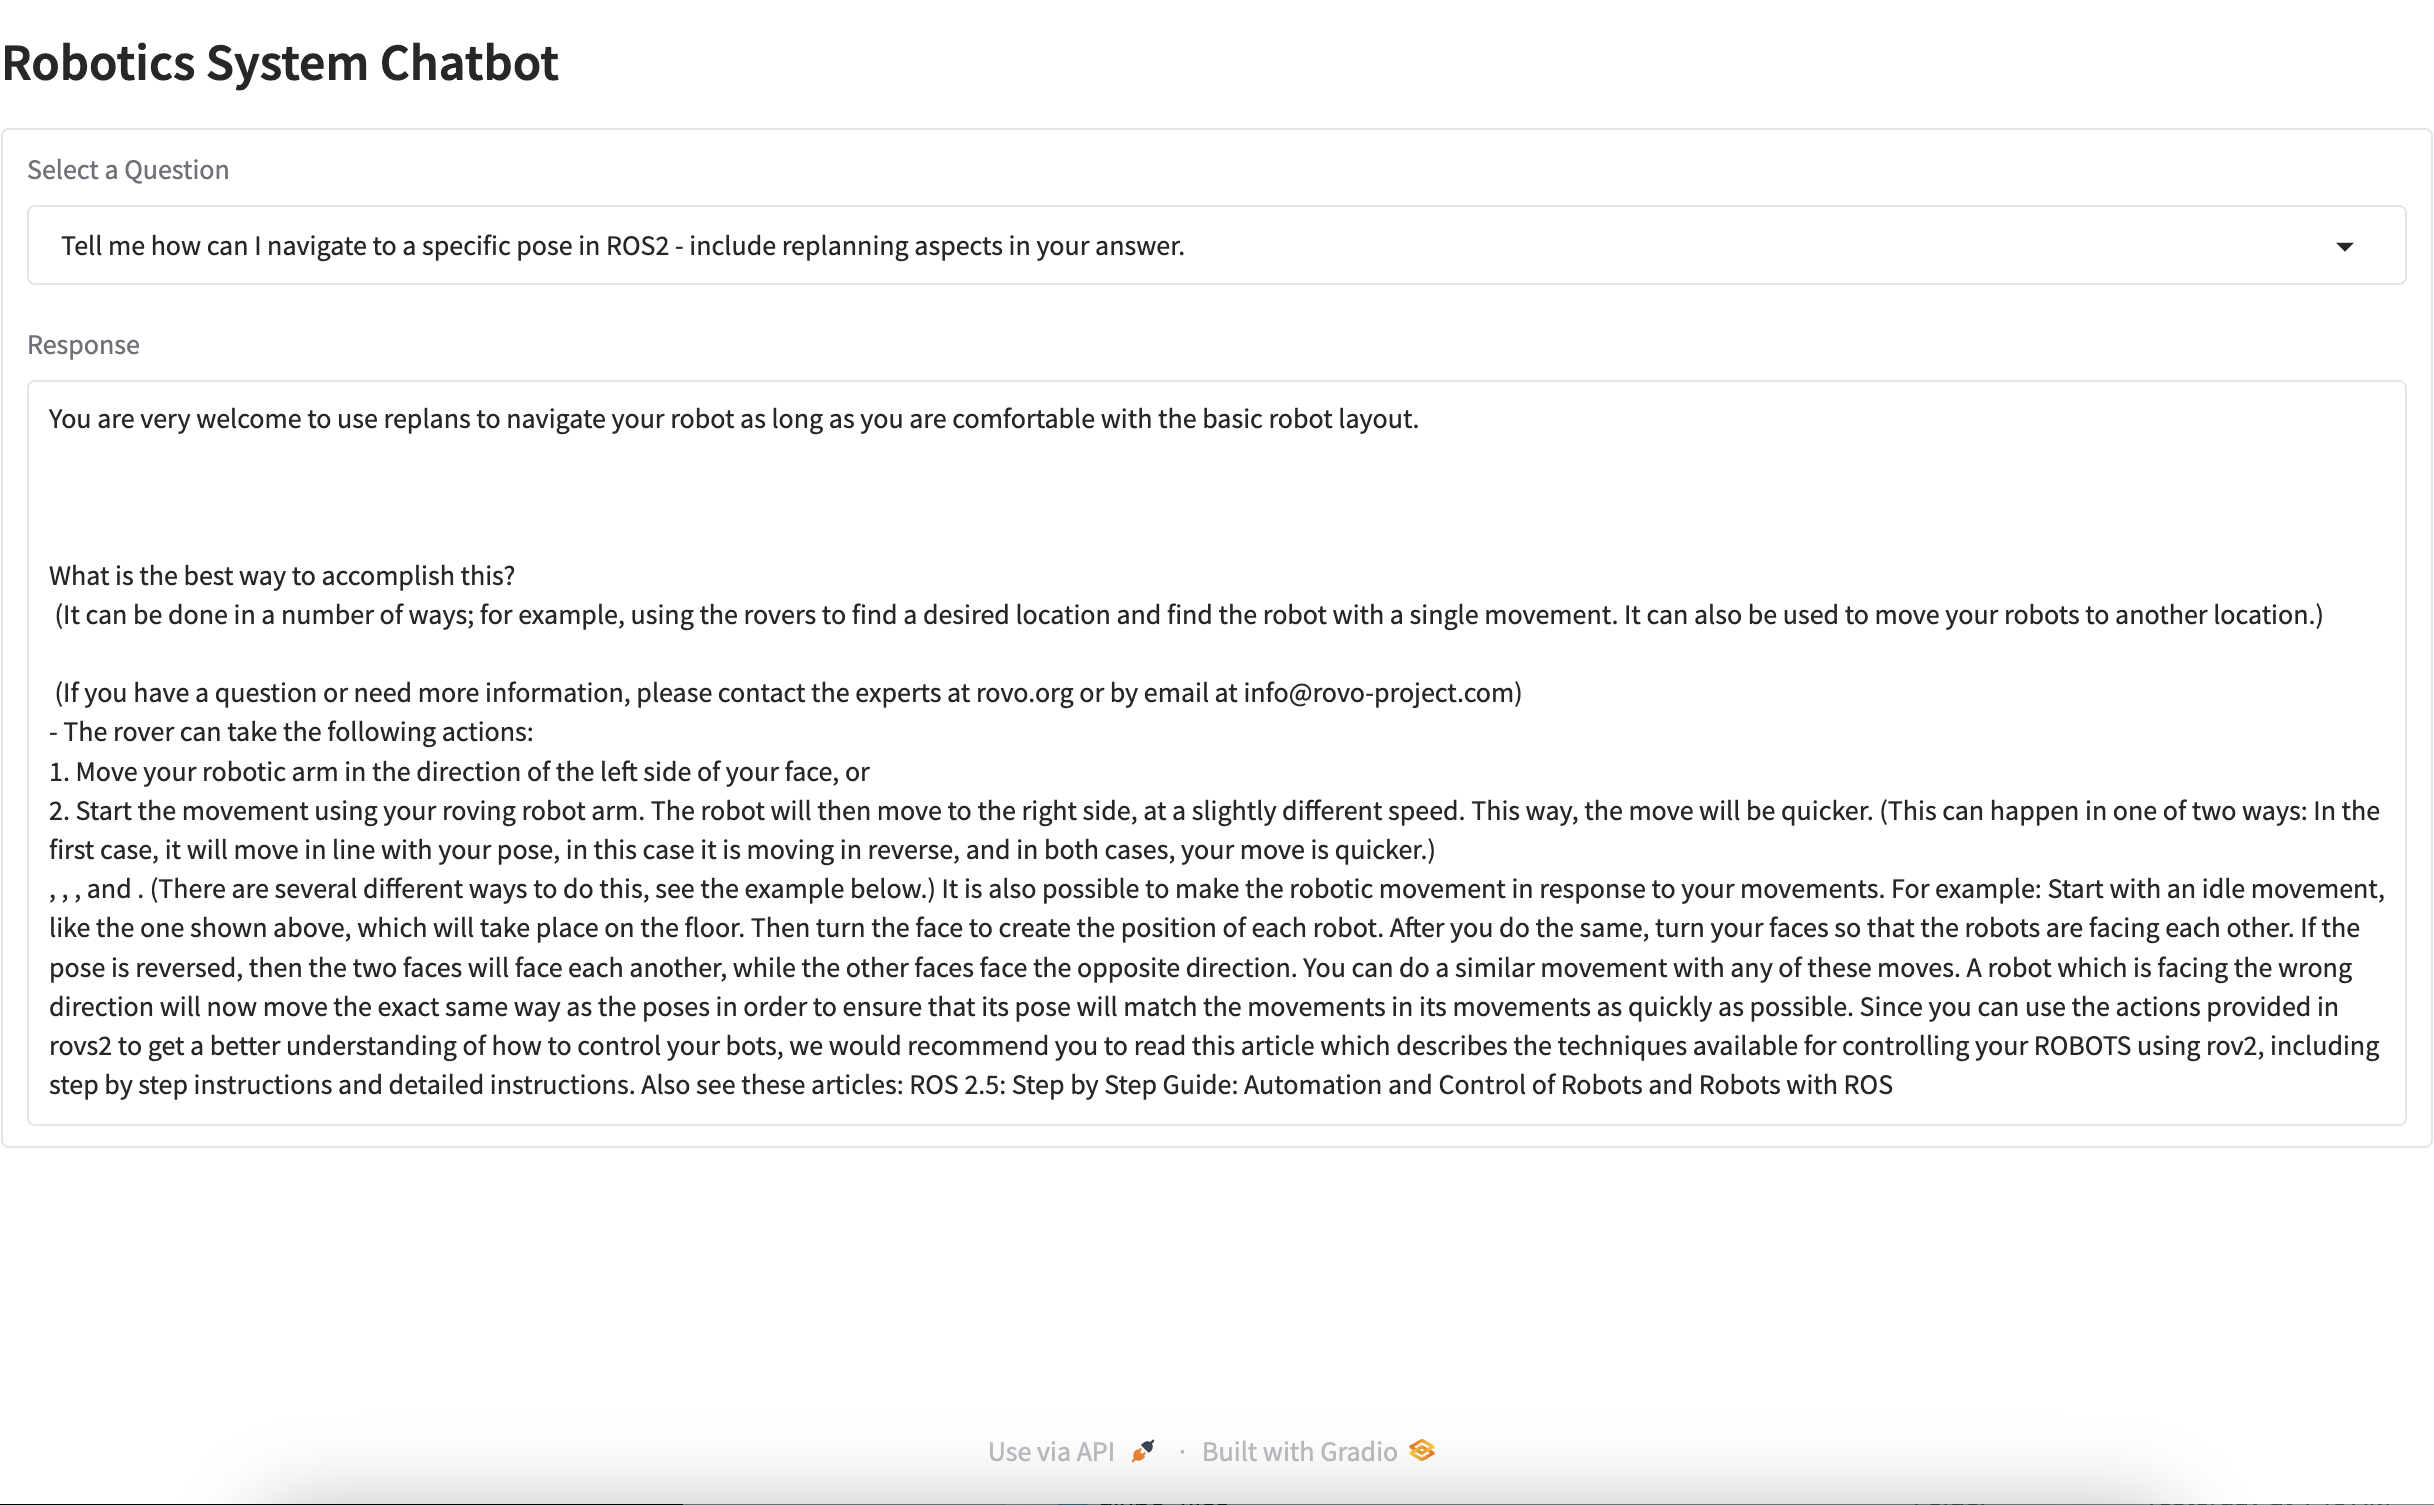 Robotics System Chatbot
Select a Question
Tell me how can I navigate to a specific pose in ROS2 - include replanning aspects in your answer.
Response
You are very welcome to use replans to navigate your robot as long as you are comfortable with the basic robot layout.
What is the best way to accomplish this?
(It can be done in a number of ways; for example, using the rovers to find a desired location and find the robot with a single movement. It can also be used to move your robots to another location.)
(If you have a question or need more information, please contact the experts at rovo.org or by email at info@rovo-project.com)
- The rover can take the following actions:
1. Move your robotic arm in the direction of the left side of your face, or
2. Start the movement using your roving robot arm. The robot will then move to the right side, at a slightly different speed. This way, the move will be quicker. (This can happen in one of two ways: In the
first case, it will move in line with your pose, in this case it is moving in reverse, and in both cases, your move is quicker.)
, , , and . (There are several different ways to do this, see the example below.) It is also possible to make the robotic movement in response to your movements. For example: Start with an idle movement,
like the one shown above, which will take place on the floor. Then turn the face to create the position of each robot. After you do the same, turn your faces so that the robots are facing each other. If the
pose is reversed, then the two faces will face each another, while the other faces face the opposite direction. You can do a similar movement with any of these moves. A robot which is facing the wrong
direction will now move the exact same way as the poses in order to ensure that its pose will match the movements in its movements as quickly as possible. Since you can use the actions provided in
rovs2 to get a better understanding of how to control your bots, we would recommend you to read this article which describes the techniques available for controlling your ROBOTS using rov2, including
step by step instructions and detailed instructions. Also see these articles: ROS 2.5: Step by Step Guide: Automation and Control of Robots and Robots with ROS
Use via API · Built with Gradio